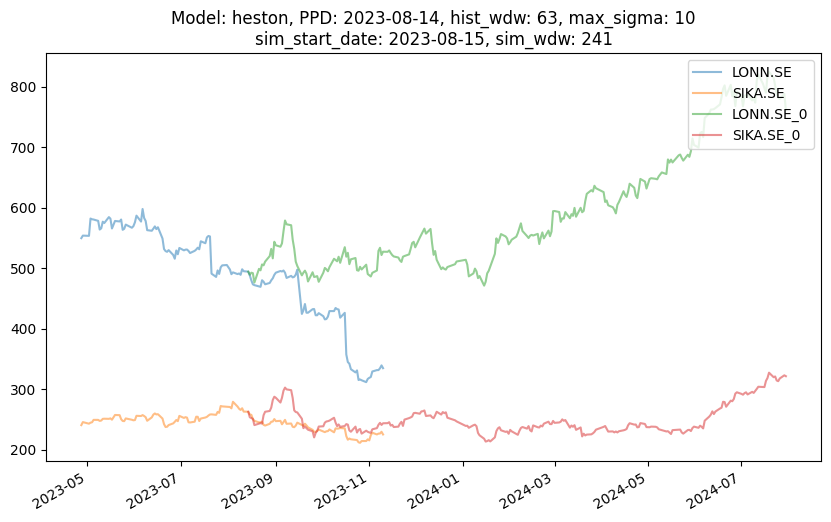 Model: heston, PPD: 2023-08-14, hist_wdw: 63, max_sigma: 10
sim_start_date: 2023-08-15, sim_wdw: 241
LONN.SE
SIKA.SE
LONN.SE_0
SIKA.SE_0
800
700
600
500
400
300
200
2023-05
2023-07
2023-09
2023-11
2024-01
2024-03
2024-05
2024-07